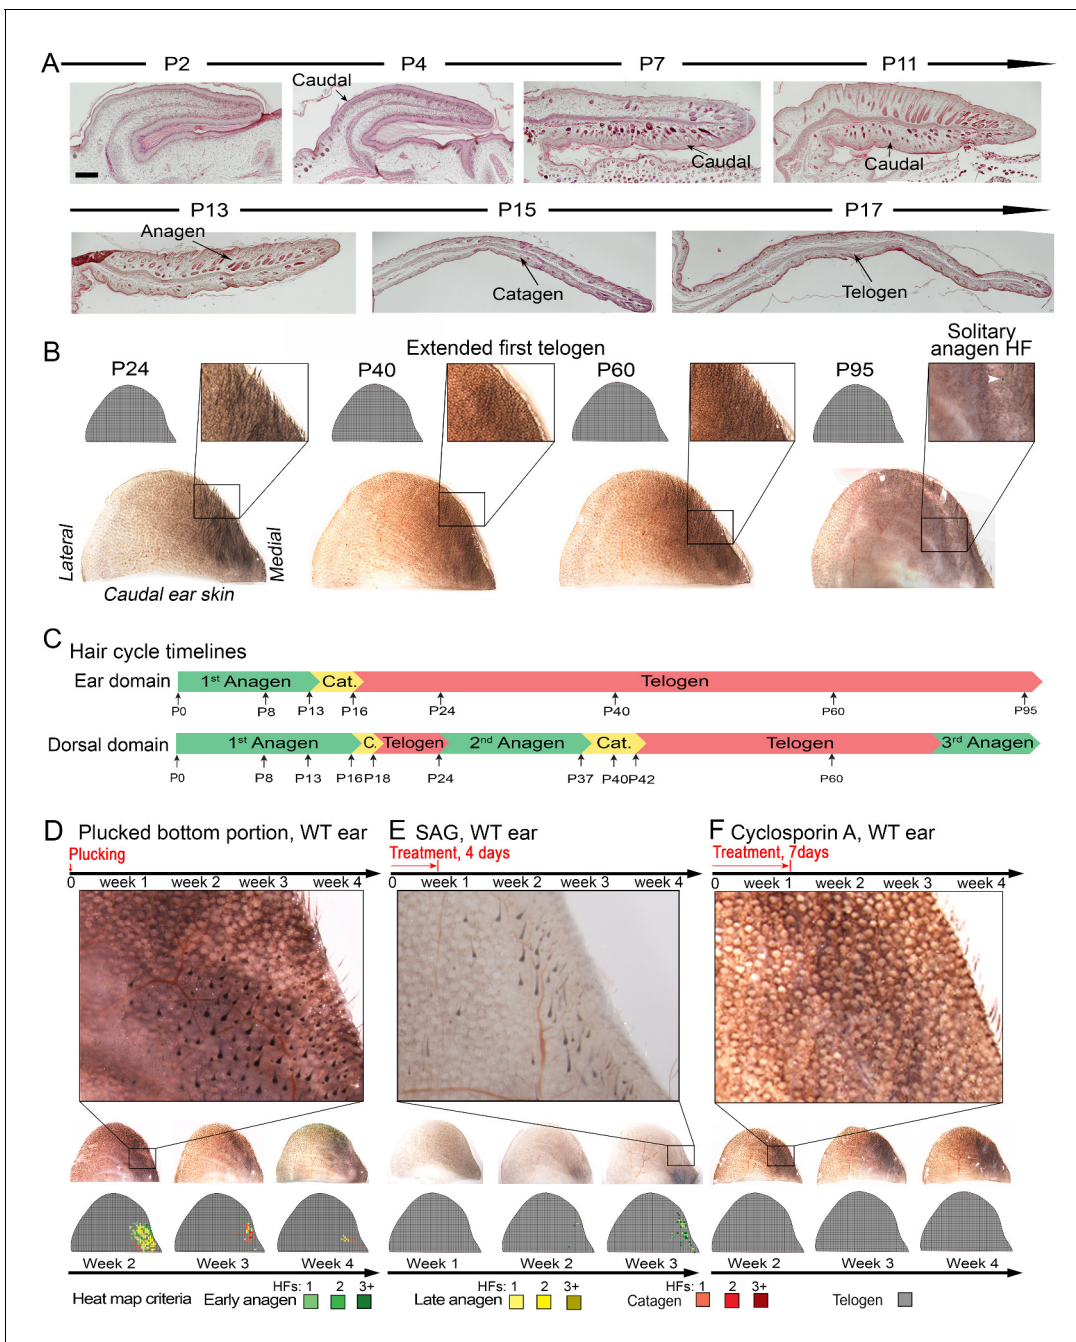 A P2 P4 P7 P11
Caudal
Caudal
Caudal
P13 P15 P17
Anagen
Catagen
Telogen
B Extended first telogen
Solitary
anagen HF
P24 P40 P60 P95
Lateral
Medial
Caudal ear skin
C Hair cycle timelines
Ear domain 1st Anagen Cat. Telogen
P0 P8 P13 P16 P24 P40 P60 P95
Dorsal domain 1st Anagen C. Telogen 2nd Anagen Cat. Telogen 3rd Anagen
P0 P8 P13 P16 P18 P24 P37 P40 P42 P60
D Plucked bottom portion, WT ear
Plucking
0 week 1 week 2 week 3 week 4
Week 2 Week 3 Week 4
E SAG, WT ear
Treatment, 4 days
0 week 1 week 2 week 3 week 4
Week 1 Week 2 Week 3
F Cyclosporin A, WT ear
Treatment, 7days
0 week 1 week 2 week 3 week 4
Week 2 Week 3 Week 4
Heat map criteria Early anagen HFs: 1 2 3+
Late anagen HFs: 1 2 3+
Catagen HFs: 1 2 3+
Telogen